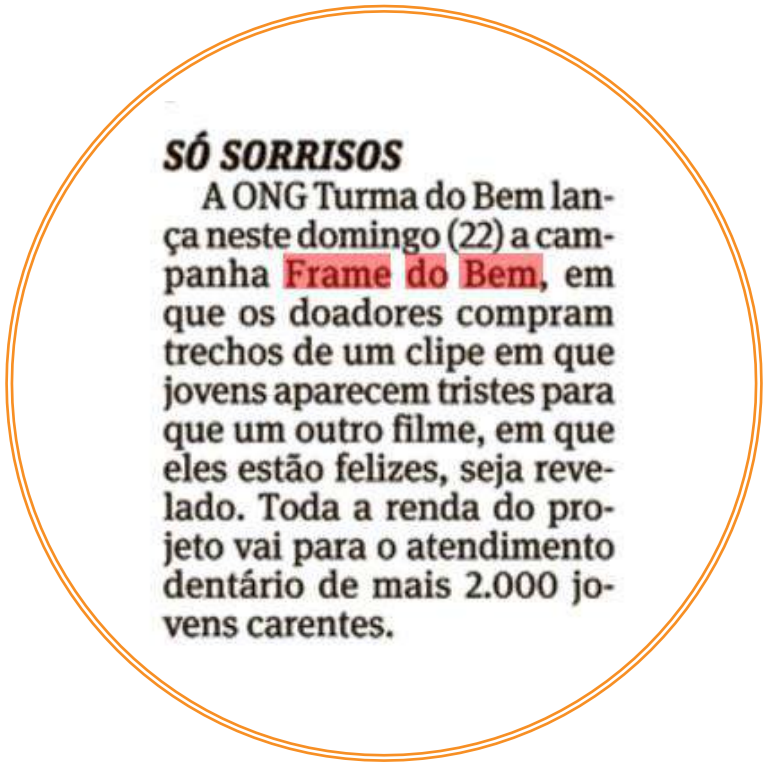 SÓ SORRISOS
A ONG Turma do Bem lan-
ça neste domingo (22) a cam-
panha Frame do Bem, em
que os doadores compram
trechos de um clipe em que
jovens aparecem tristes para
que um outro filme, em que
eles estão felizes, seja reve-
lado. Toda a renda do pro-
jeto vai para o atendimento
dentário de mais 2.000 jo-
vens carentes.